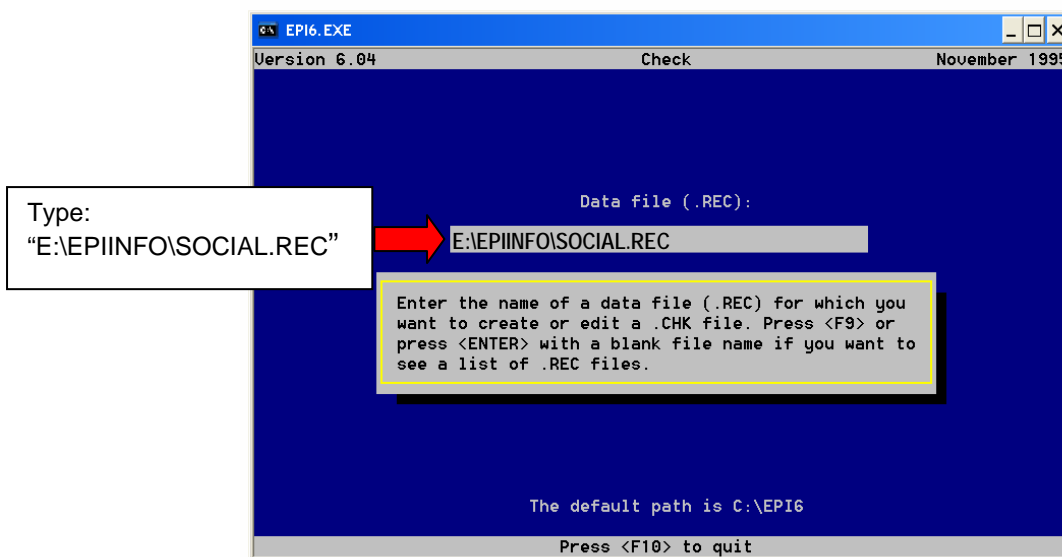 EPI6.EXE
Version 6.04 Check November 1995
Data file (.REC):
Type:
“E:\EPIINFO\SOCIAL.REC”
E:\EPIINFO\SOCIAL.REC
Enter the name of a data file (.REC) for which you
want to create or edit a .CHK file. Press <F9> or
press <ENTER> with a blank file name if you want to
see a list of .REC files.
The default path is C:\EPI6
Press <F10> to quit